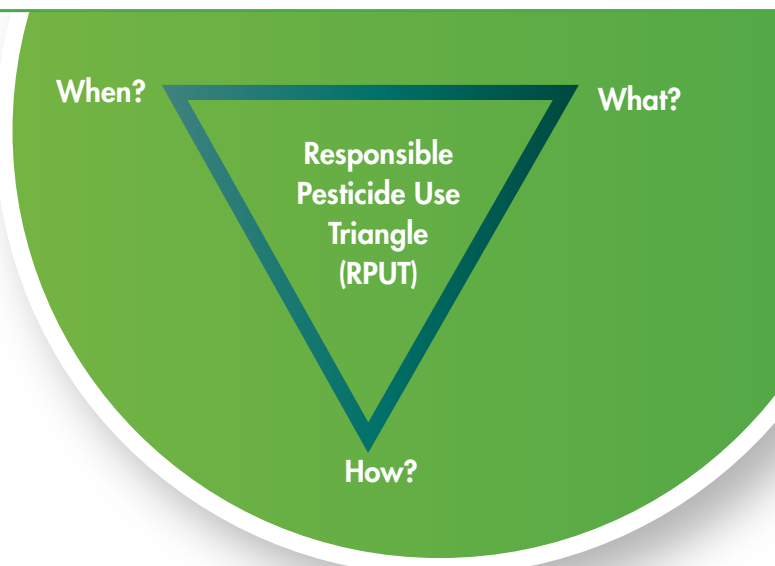 When?
What?
Responsible
Pesticide Use
Triangle
(RPUT)
How?